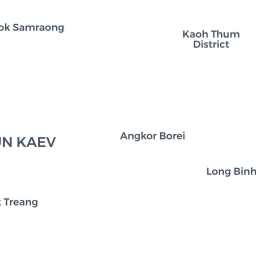 ok Samraong
Kaoh Thum
District
Angkor Borei
UN KAEV
Long Binh
Treang